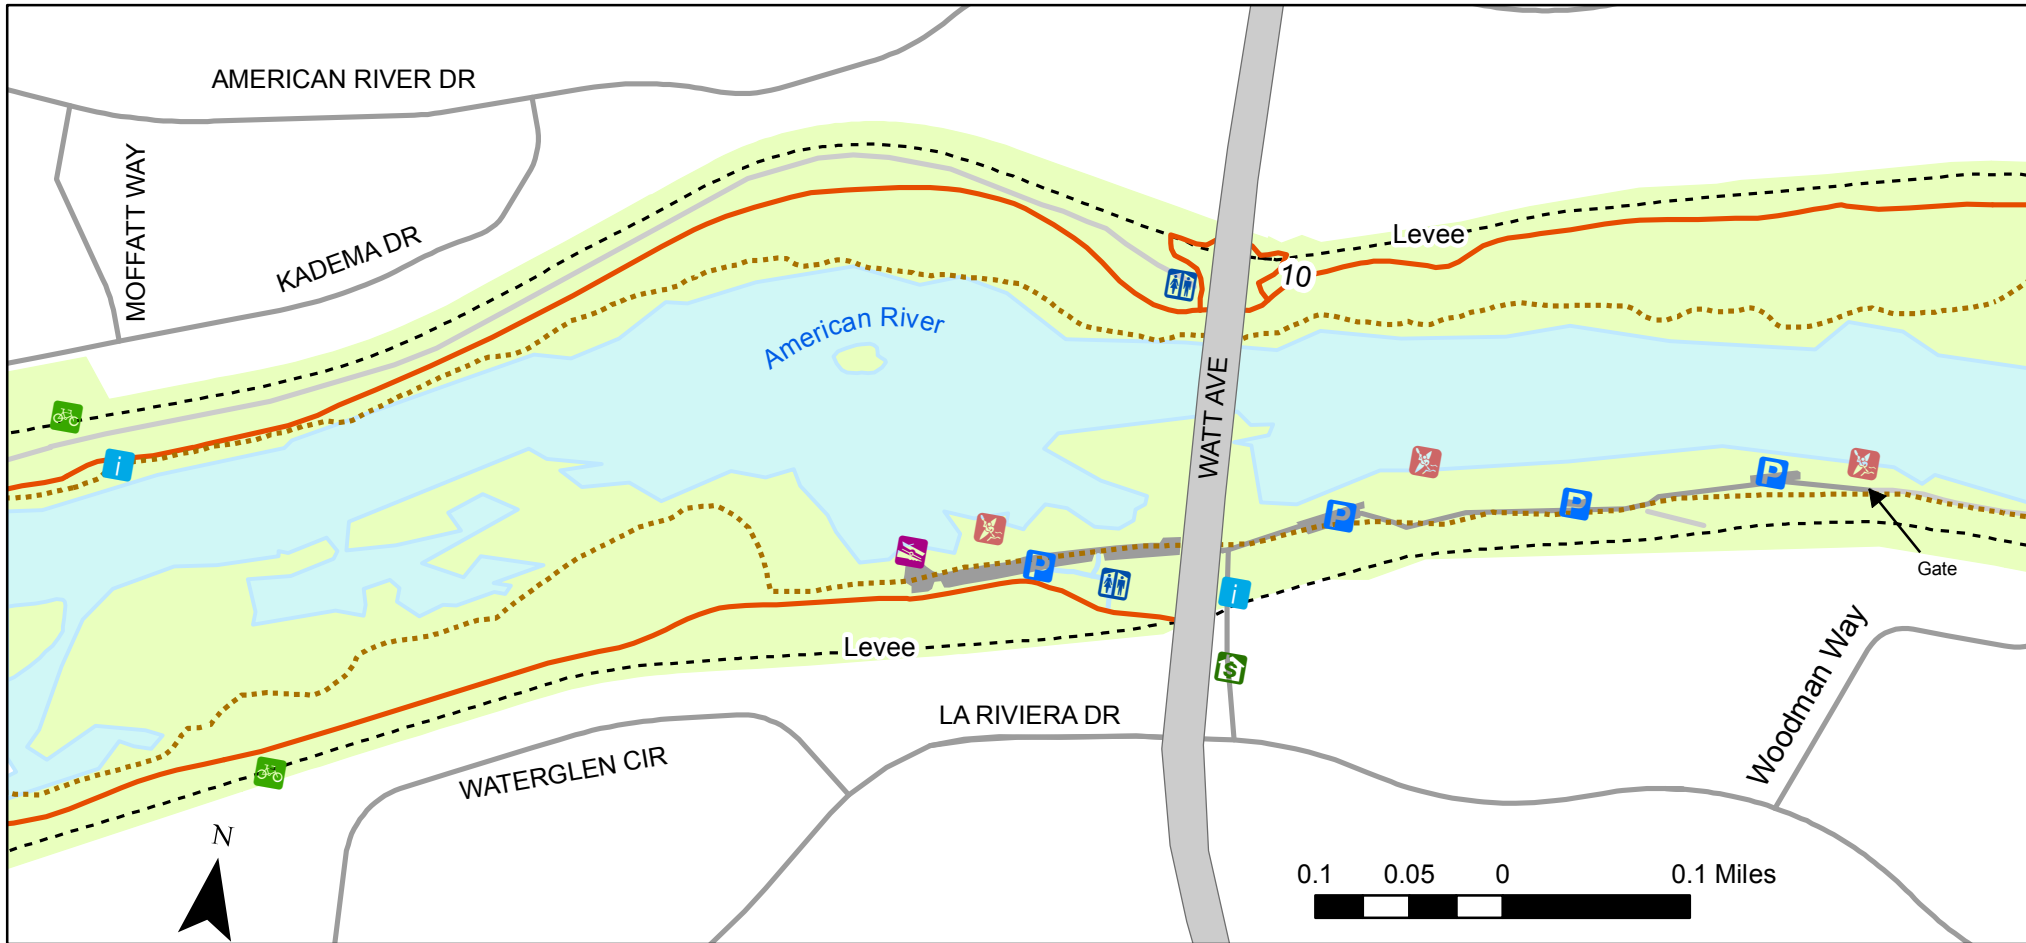 AMERICAN RIVER DR
MOFFATT WAY
KADEMA DR
Levee
10
American River
WATT AVE
i
P
P
P
P
i
Gate
Levee
$
LA RIVIERA DR
WATERGLEN CIR
Woodman Way
N
0.1 0.05 0 0.1 Miles